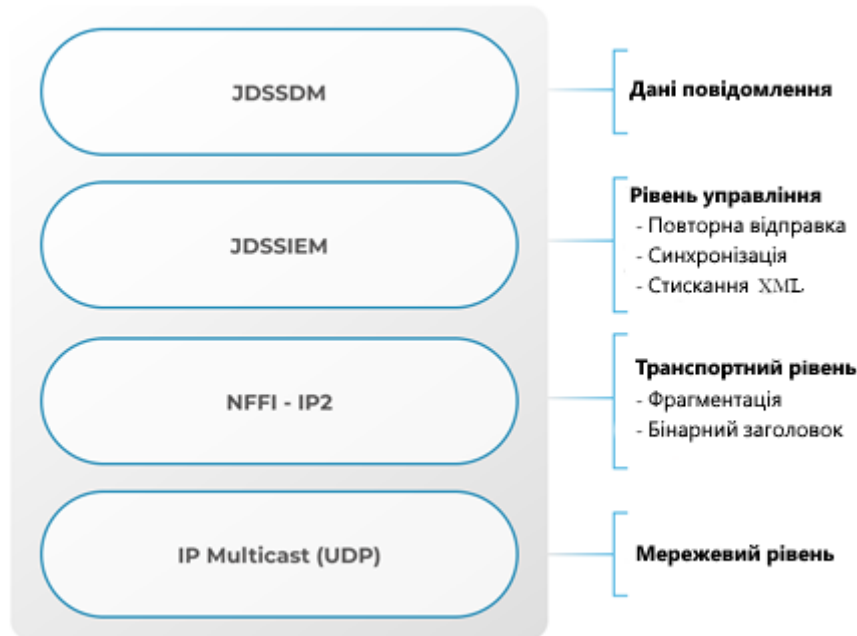 JDSSDM
Дані повідомлення
JDSSIEM
Рівень управління
- Повторна відправка
- Синхронізація
- Стискання XML
NFFI - IP2
Транспортний рівень
- Фрагментація
- Бінарний заголовок
IP Multicast (UDP)
Мережевий рівень